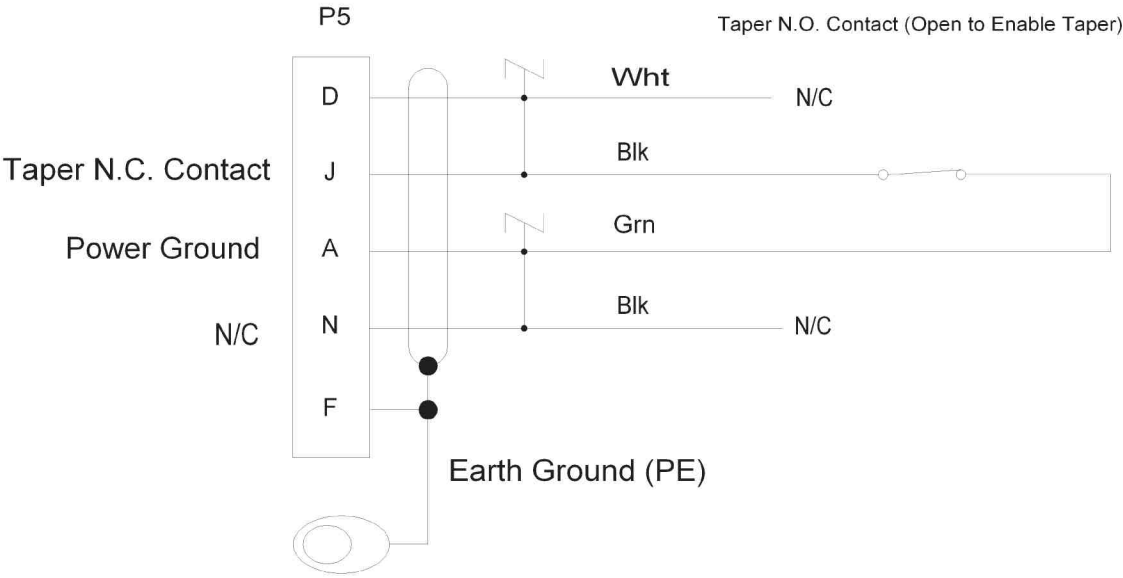 P5
Taper N.O. Contact (Open to Enable Taper)
D
Wht
N/C
Taper N.C. Contact
J
Blk
Power Ground
A
Grn
N/C
N
Blk
N/C
F
Earth Ground (PE)